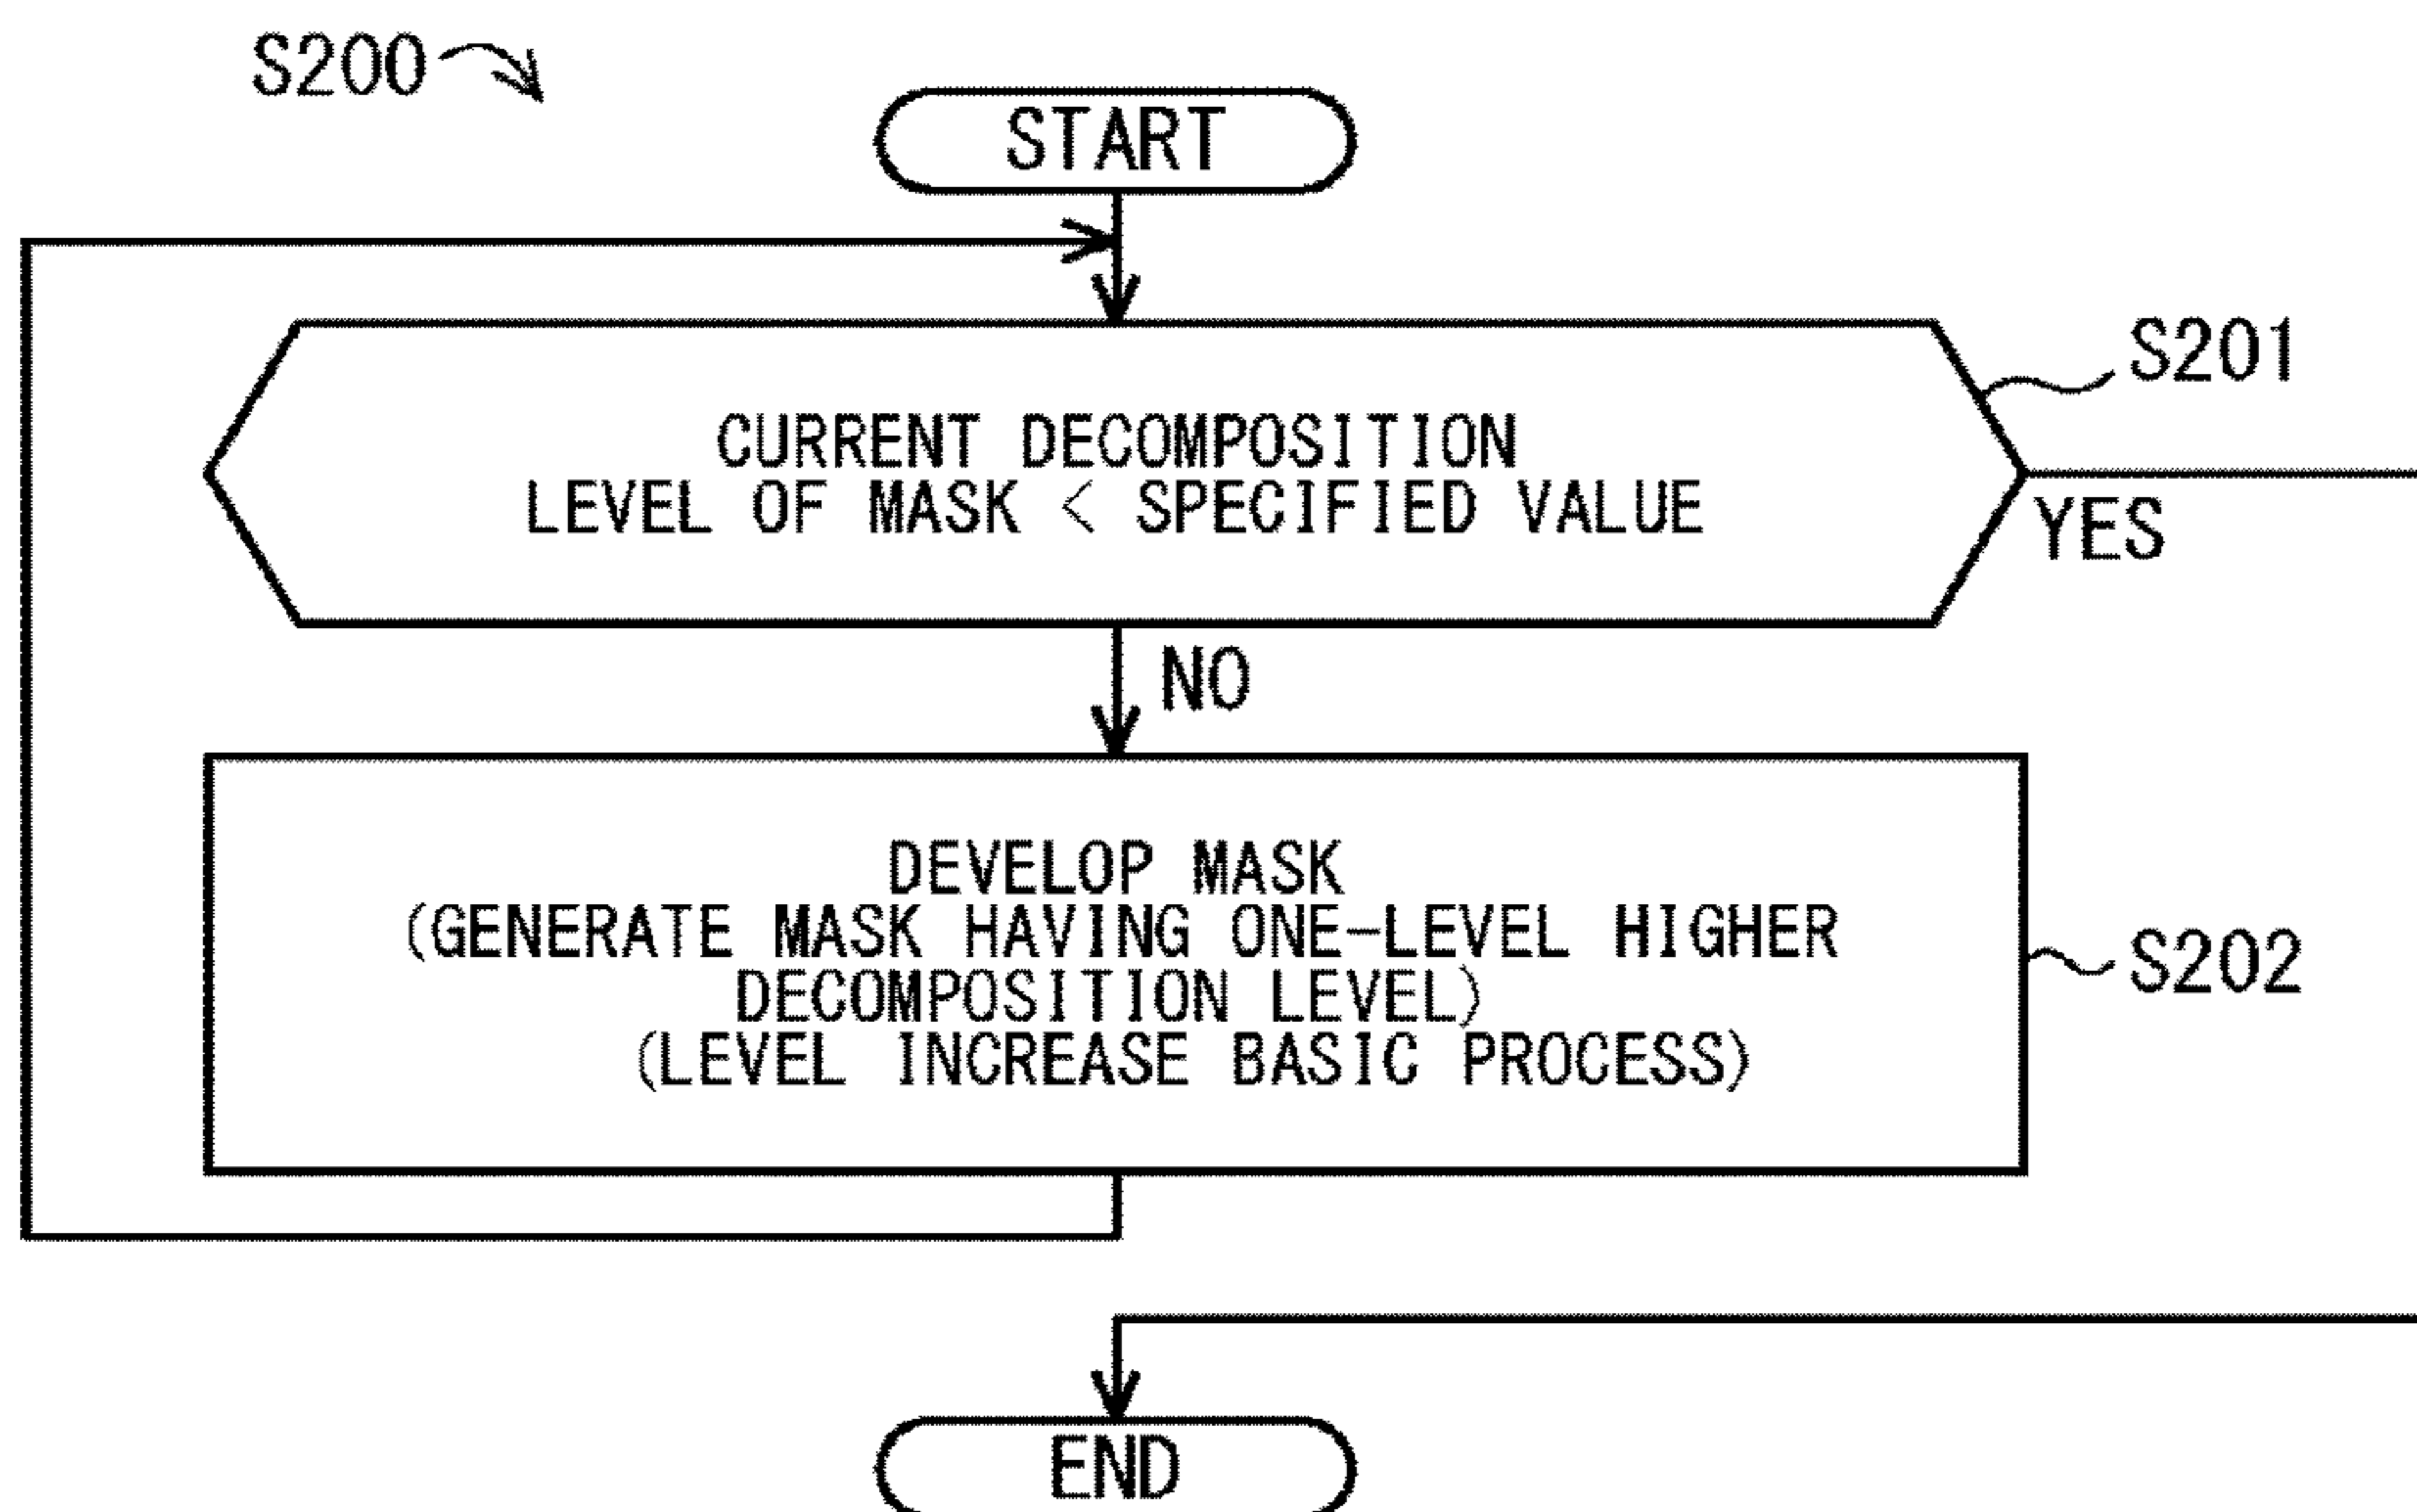 S200
START
CURRENT DECOMPOSITION
LEVEL OF MASK < SPECIFIED VALUE
S201
YES
NO
DEVELOP MASK
(GENERATE MASK HAVING ONE-LEVEL HIGHER
DECOMPOSITION LEVEL)
(LEVEL INCREASE BASIC PROCESS)
S202
END